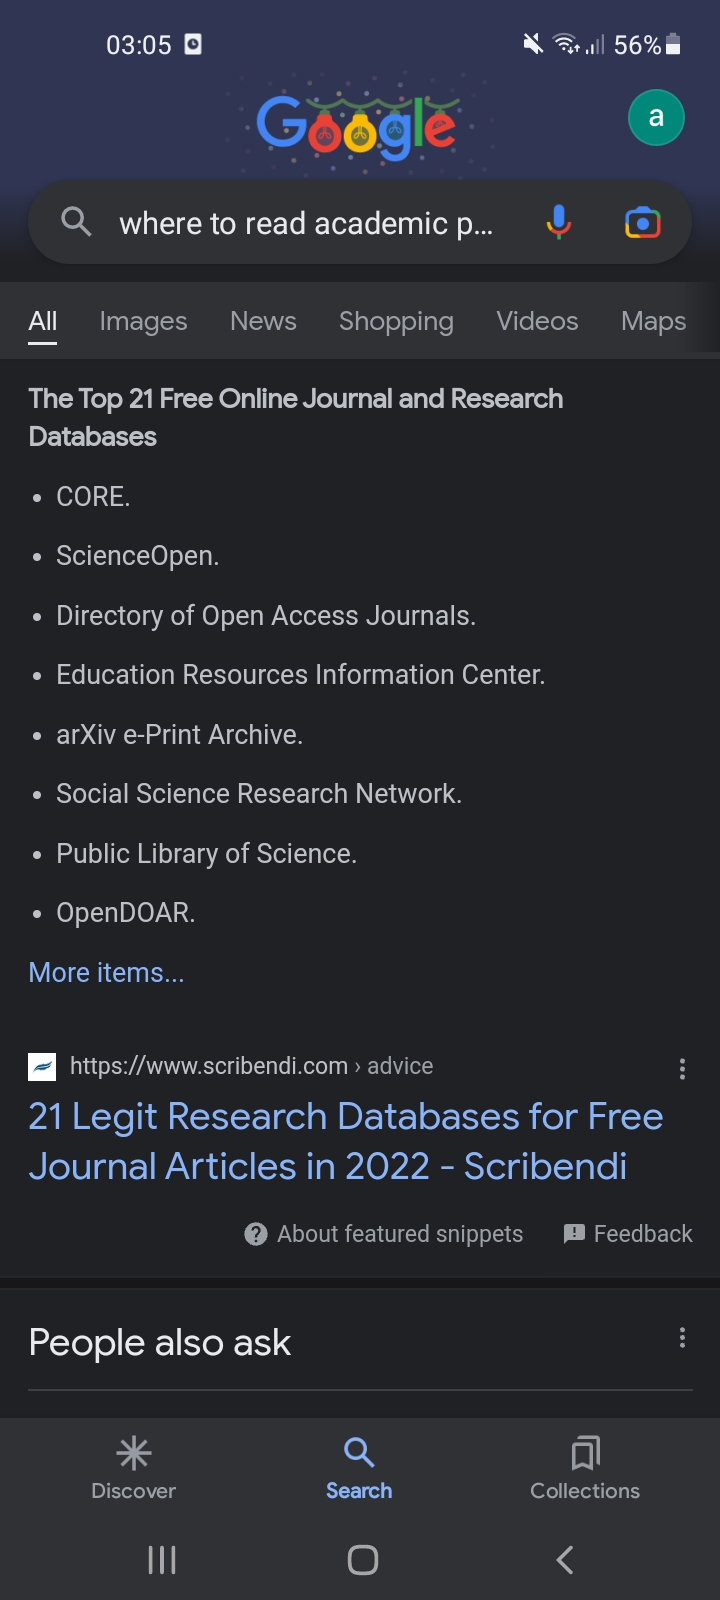 03:05
56%
Google
a
where to read academic p...
All Images News Shopping Videos Maps
The Top 21 Free Online Journal and Research
Databases
• CORE.
• ScienceOpen.
• Directory of Open Access Journals.
• Education Resources Information Center.
• arXiv e-Print Archive.
• Social Science Research Network.
• Public Library of Science.
• OpenDOAR.
More items...
https://www.scribendi.com › advice
21 Legit Research Databases for Free
Journal Articles in 2022 - Scribendi
About featured snippets Feedback
People also ask
Discover Search Collections